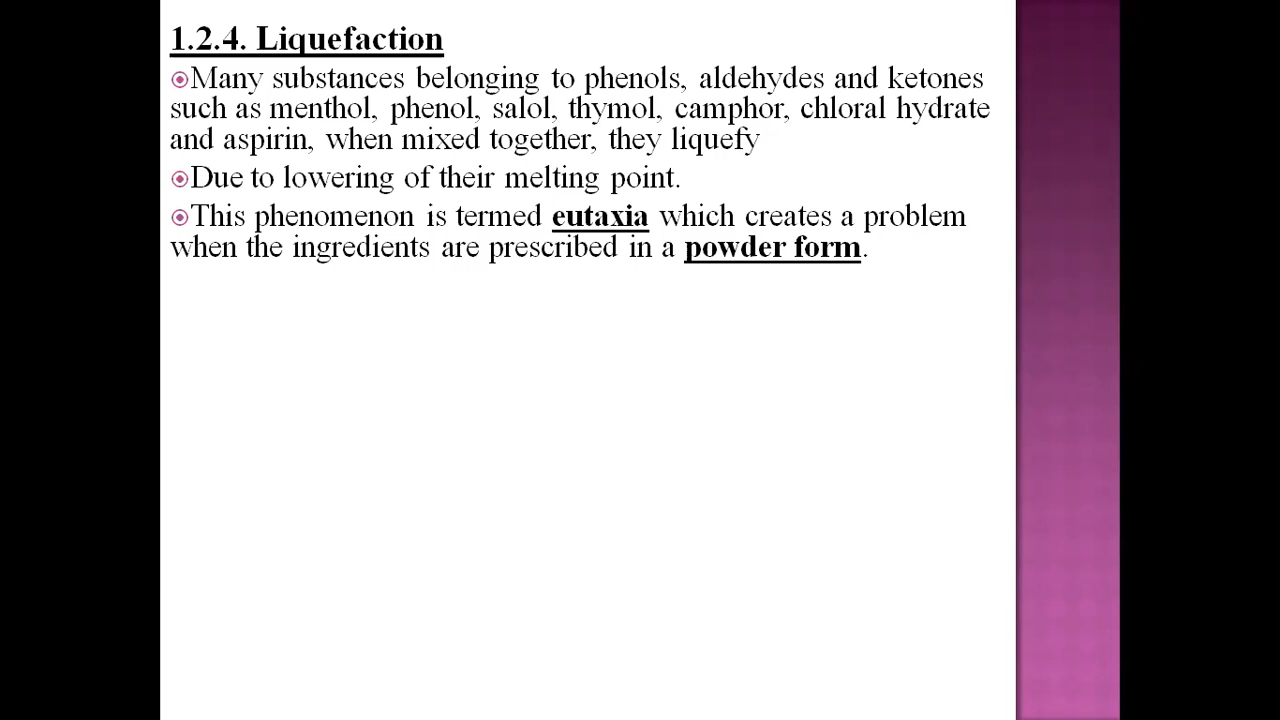 1.2.4. Liquefaction
Many substances belonging to phenols, aldehydes and ketones
such as menthol, phenol, salol, thymol, camphor, chloral hydrate
and aspirin, when mixed together, they liquefy
Due to lowering of their melting point.
This phenomenon is termed eutaxia which creates a problem
when the ingredients are prescribed in a powder form.